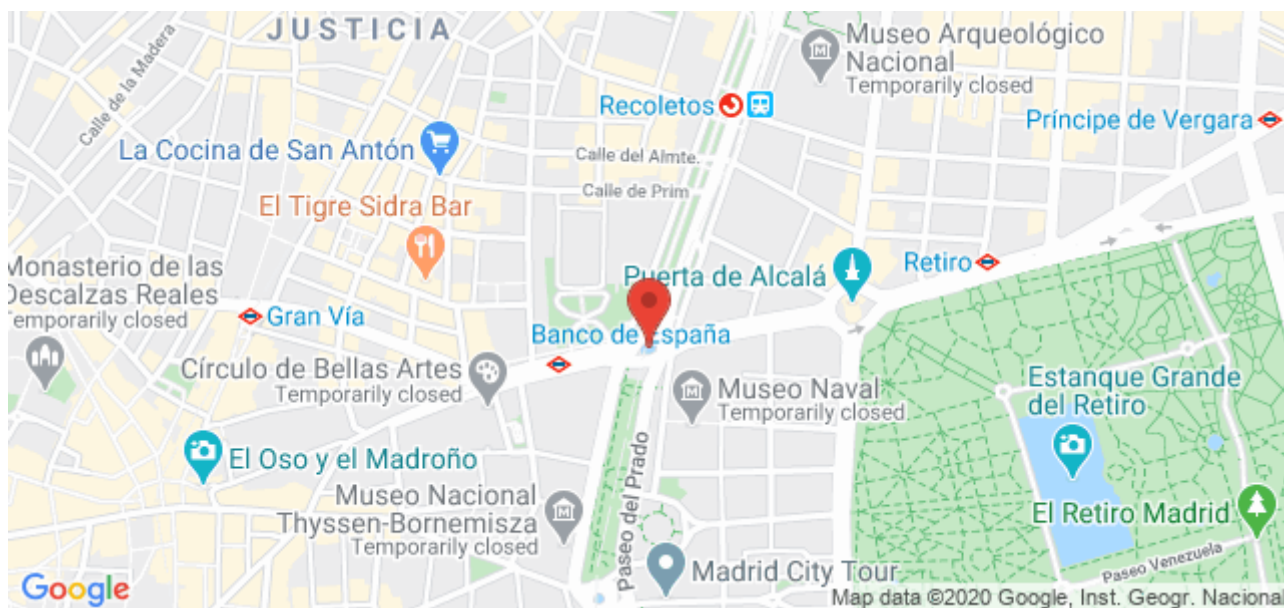 JUSTICIA
Calle de la Madera
Museo Arqueológico
Nacional
Temporarily closed
Recoletos
Príncipe de Vergara
La Cocina de San Antón
Calle del Almte.
Calle de Prim
El Tigre Sidra Bar
Monasterio de las
Descalzas Reales
Temporarily closed
Puerta de Alcalá
Retiro
Gran Vía
Banco de España
Círculo de Bellas Artes
Temporarily closed
Museo Naval
Temporarily closed
Estanque Grande
del Retiro
El Oso y el Madroño
Museo Nacional
Thyssen-Bornemisza
Temporarily closed
Paseo del Prado
El Retiro Madrid
Paseo Venezuela
Madrid City Tour
Google
Map data ©2020 Google, Inst. Geogr. Naciona